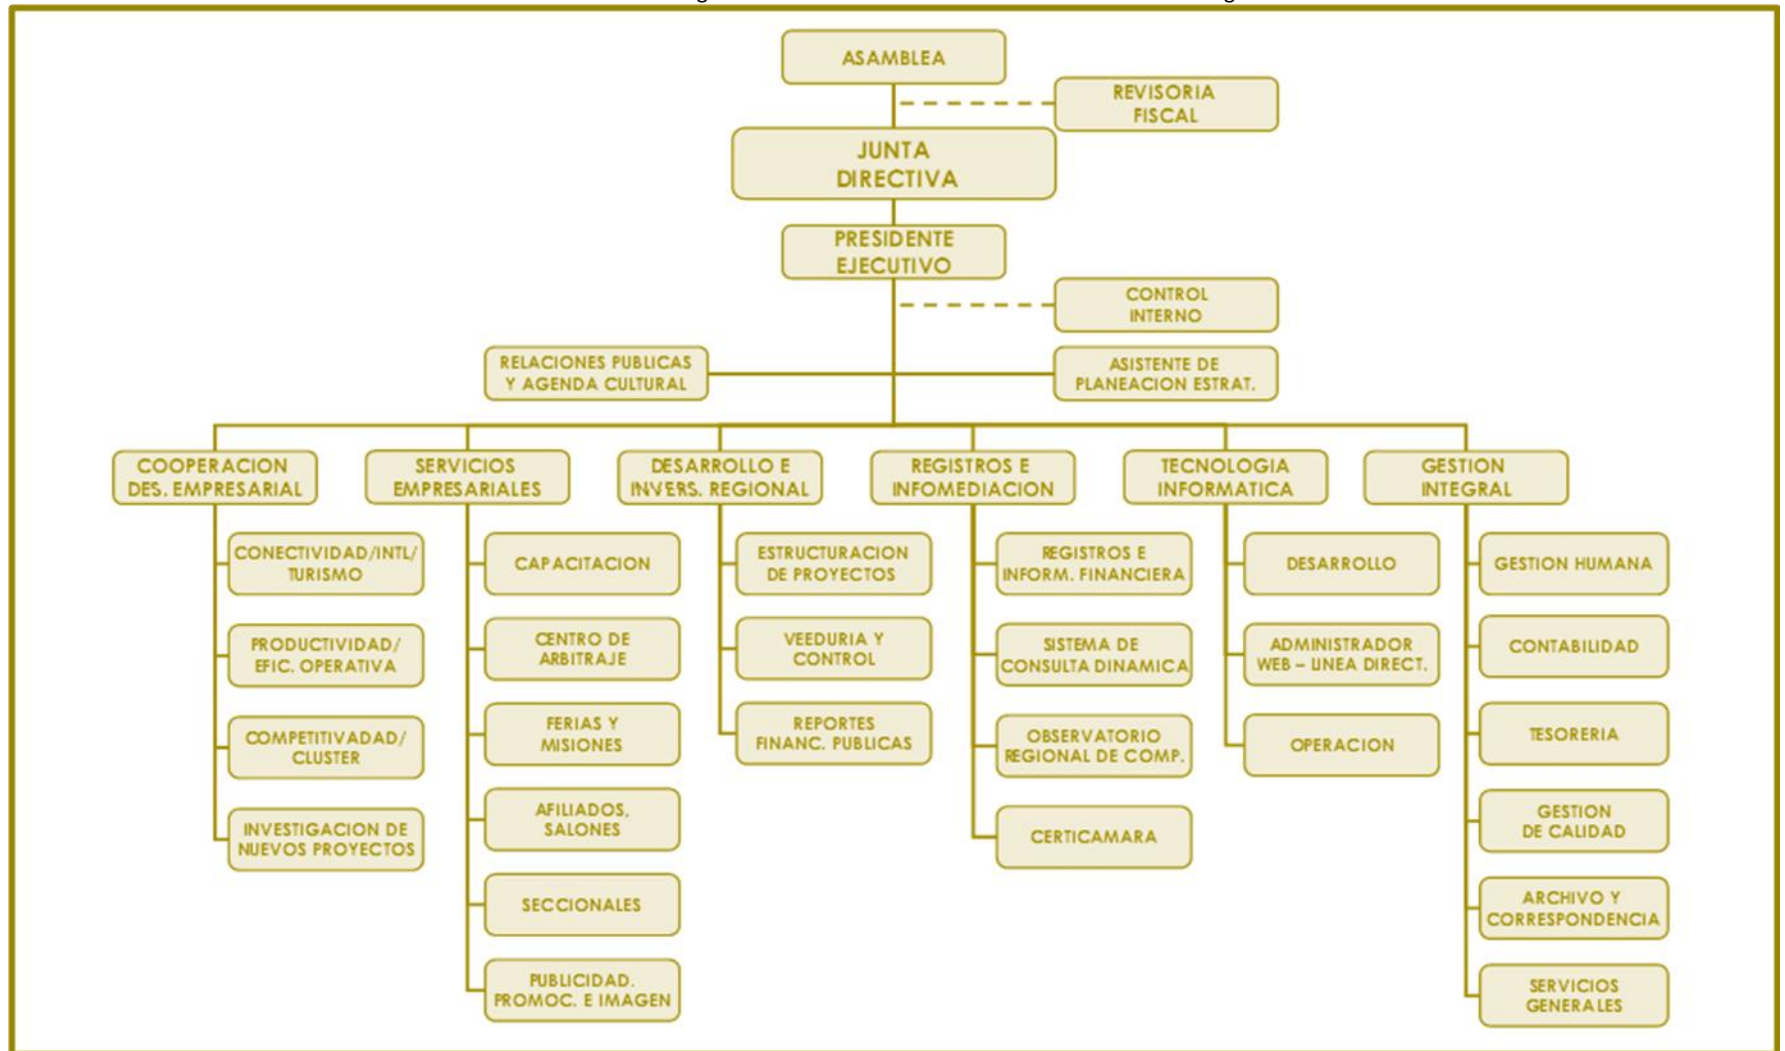 ASAMBLEA
REVISORIA
FISCAL
JUNTA
DIRECTIVA
PRESIDENTE
EJECUTIVO
CONTROL
INTERNO
RELACIONES PUBLICAS
Y AGENDA CULTURAL
ASISTENTE DE
PLANEACION ESTRAT.
COOPERACION
DES. EMPRESARIAL
CONECTIVIDAD/INTL/
TURISMO
PRODUCTIVIDAD/
EFIC. OPERATIVA
COMPETITIVADAD/
CLUSTER
INVESTIGACION DE
NUEVOS PROYECTOS
SERVICIOS
EMPRESARIALES
CAPACITACION
CENTRO DE
ARBITRAJE
FERIAS Y
MISIONES
AFILIADOS,
SALONES
SECCIONALES
PUBLICIDAD.
PROMOC. E IMAGEN
DESARROLLO E
INVERS. REGIONAL
ESTRUCTURACION
DE PROYECTOS
VEEDURIA Y
CONTROL
REPORTES
FINANC. PUBLICAS
REGISTROS E
INFOMEDIACION
REGISTROS E
INFORM. FINANCIERA
SISTEMA DE
CONSULTA DINAMICA
OBSERVATORIO
REGIONAL DE COMP.
CERTICAMARA
TECNOLOGIA
INFORMATICA
DESARROLLO
ADMINISTRADOR
WEB – LINEA DIRECT.
OPERACION
GESTION
INTEGRAL
GESTION HUMANA
CONTABILIDAD
TESORERIA
GESTION
DE CALIDAD
ARCHIVO Y
CORRESPONDENCIA
SERVICIOS
GENERALES